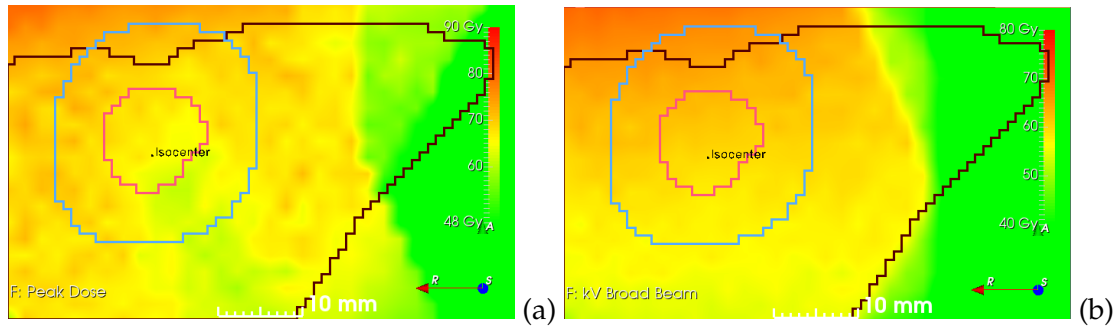 90 Gy
80
70
60
48 Gy
A
Isocenter
R
S
F: Peak Dose
10 mm
(a)
80 Gy
70
60
50
40 Gy
A
Isocenter
R
S
F: kV Broad Beam
10 mm
(b)